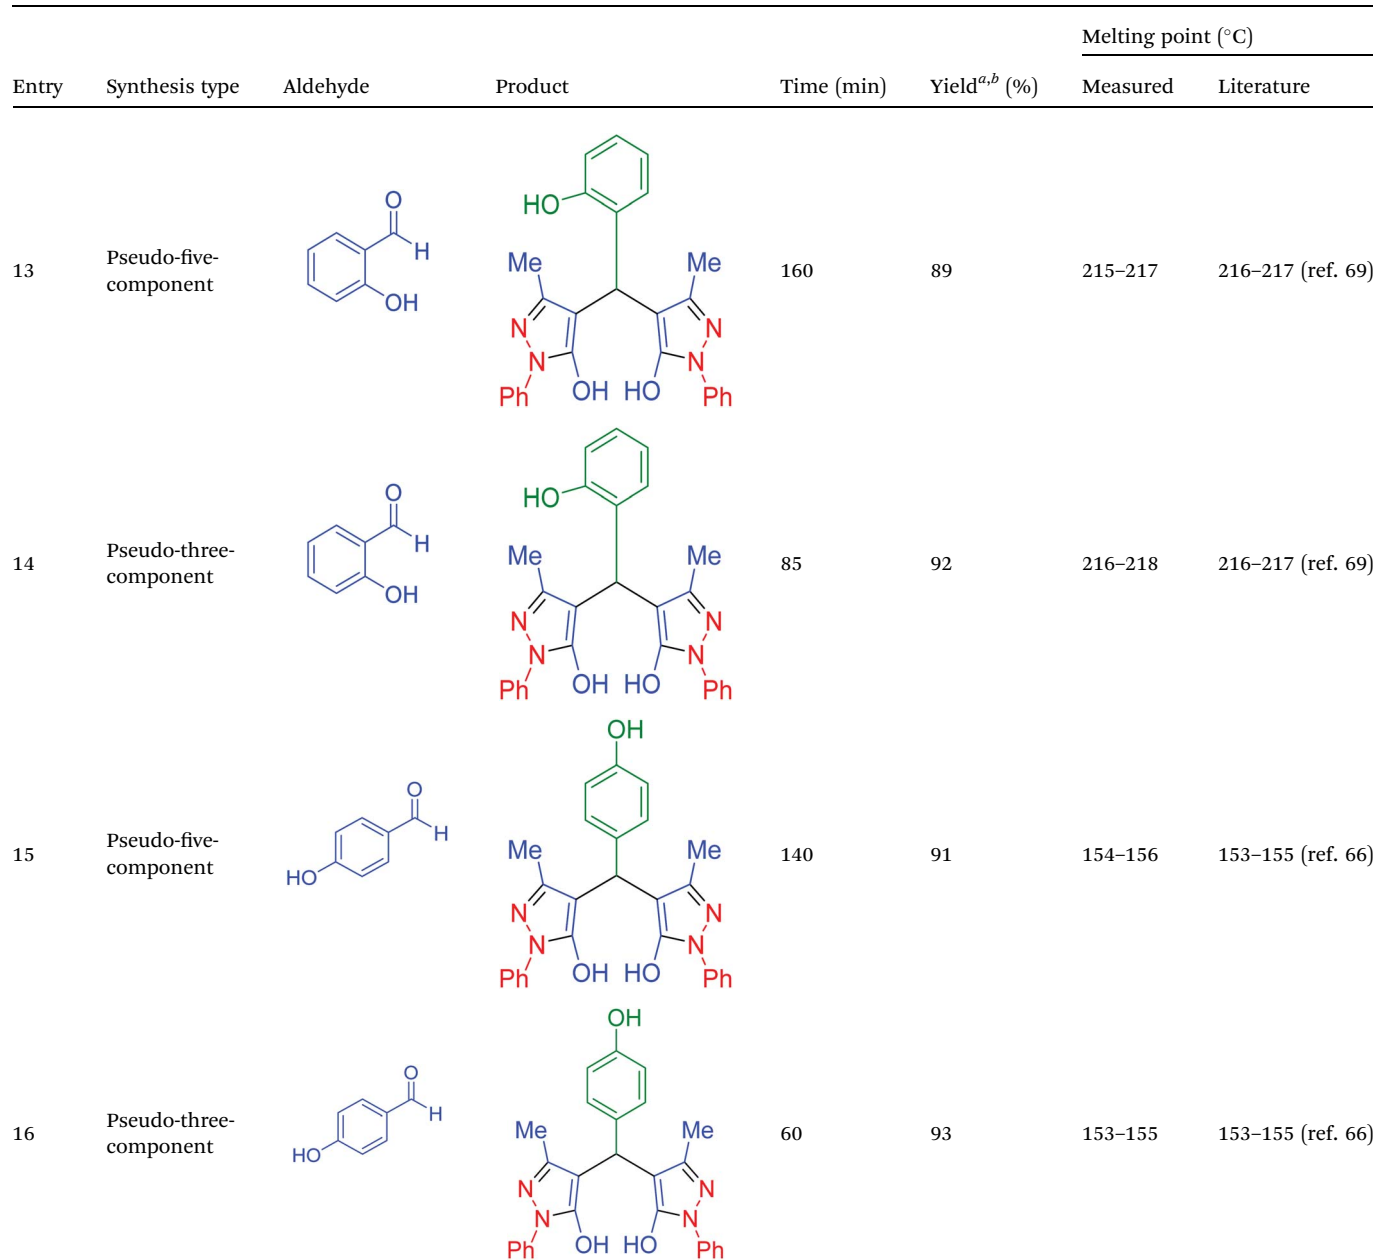 Melting point (°C)
Entry Synthesis type Aldehyde Product Time (min) Yieldᵃ,ᵇ (%) Measured Literature
HO
O
H
OH
Me Me
13 Pseudo-five-component 160 89 215–217 216–217 (ref. 69)
N N
N N
OH HO
Ph Ph
HO
O
H
OH
Me Me
14 Pseudo-three-component 85 92 216–218 216–217 (ref. 69)
N N
N N
OH HO
Ph Ph
OH
O
H
HO
Me Me
15 Pseudo-five-component 140 91 154–156 153–155 (ref. 66)
N N
N N
OH HO
Ph Ph
OH
O
H
HO
Me Me
16 Pseudo-three-component 60 93 153–155 153–155 (ref. 66)
N N
N N
OH HO
Ph Ph